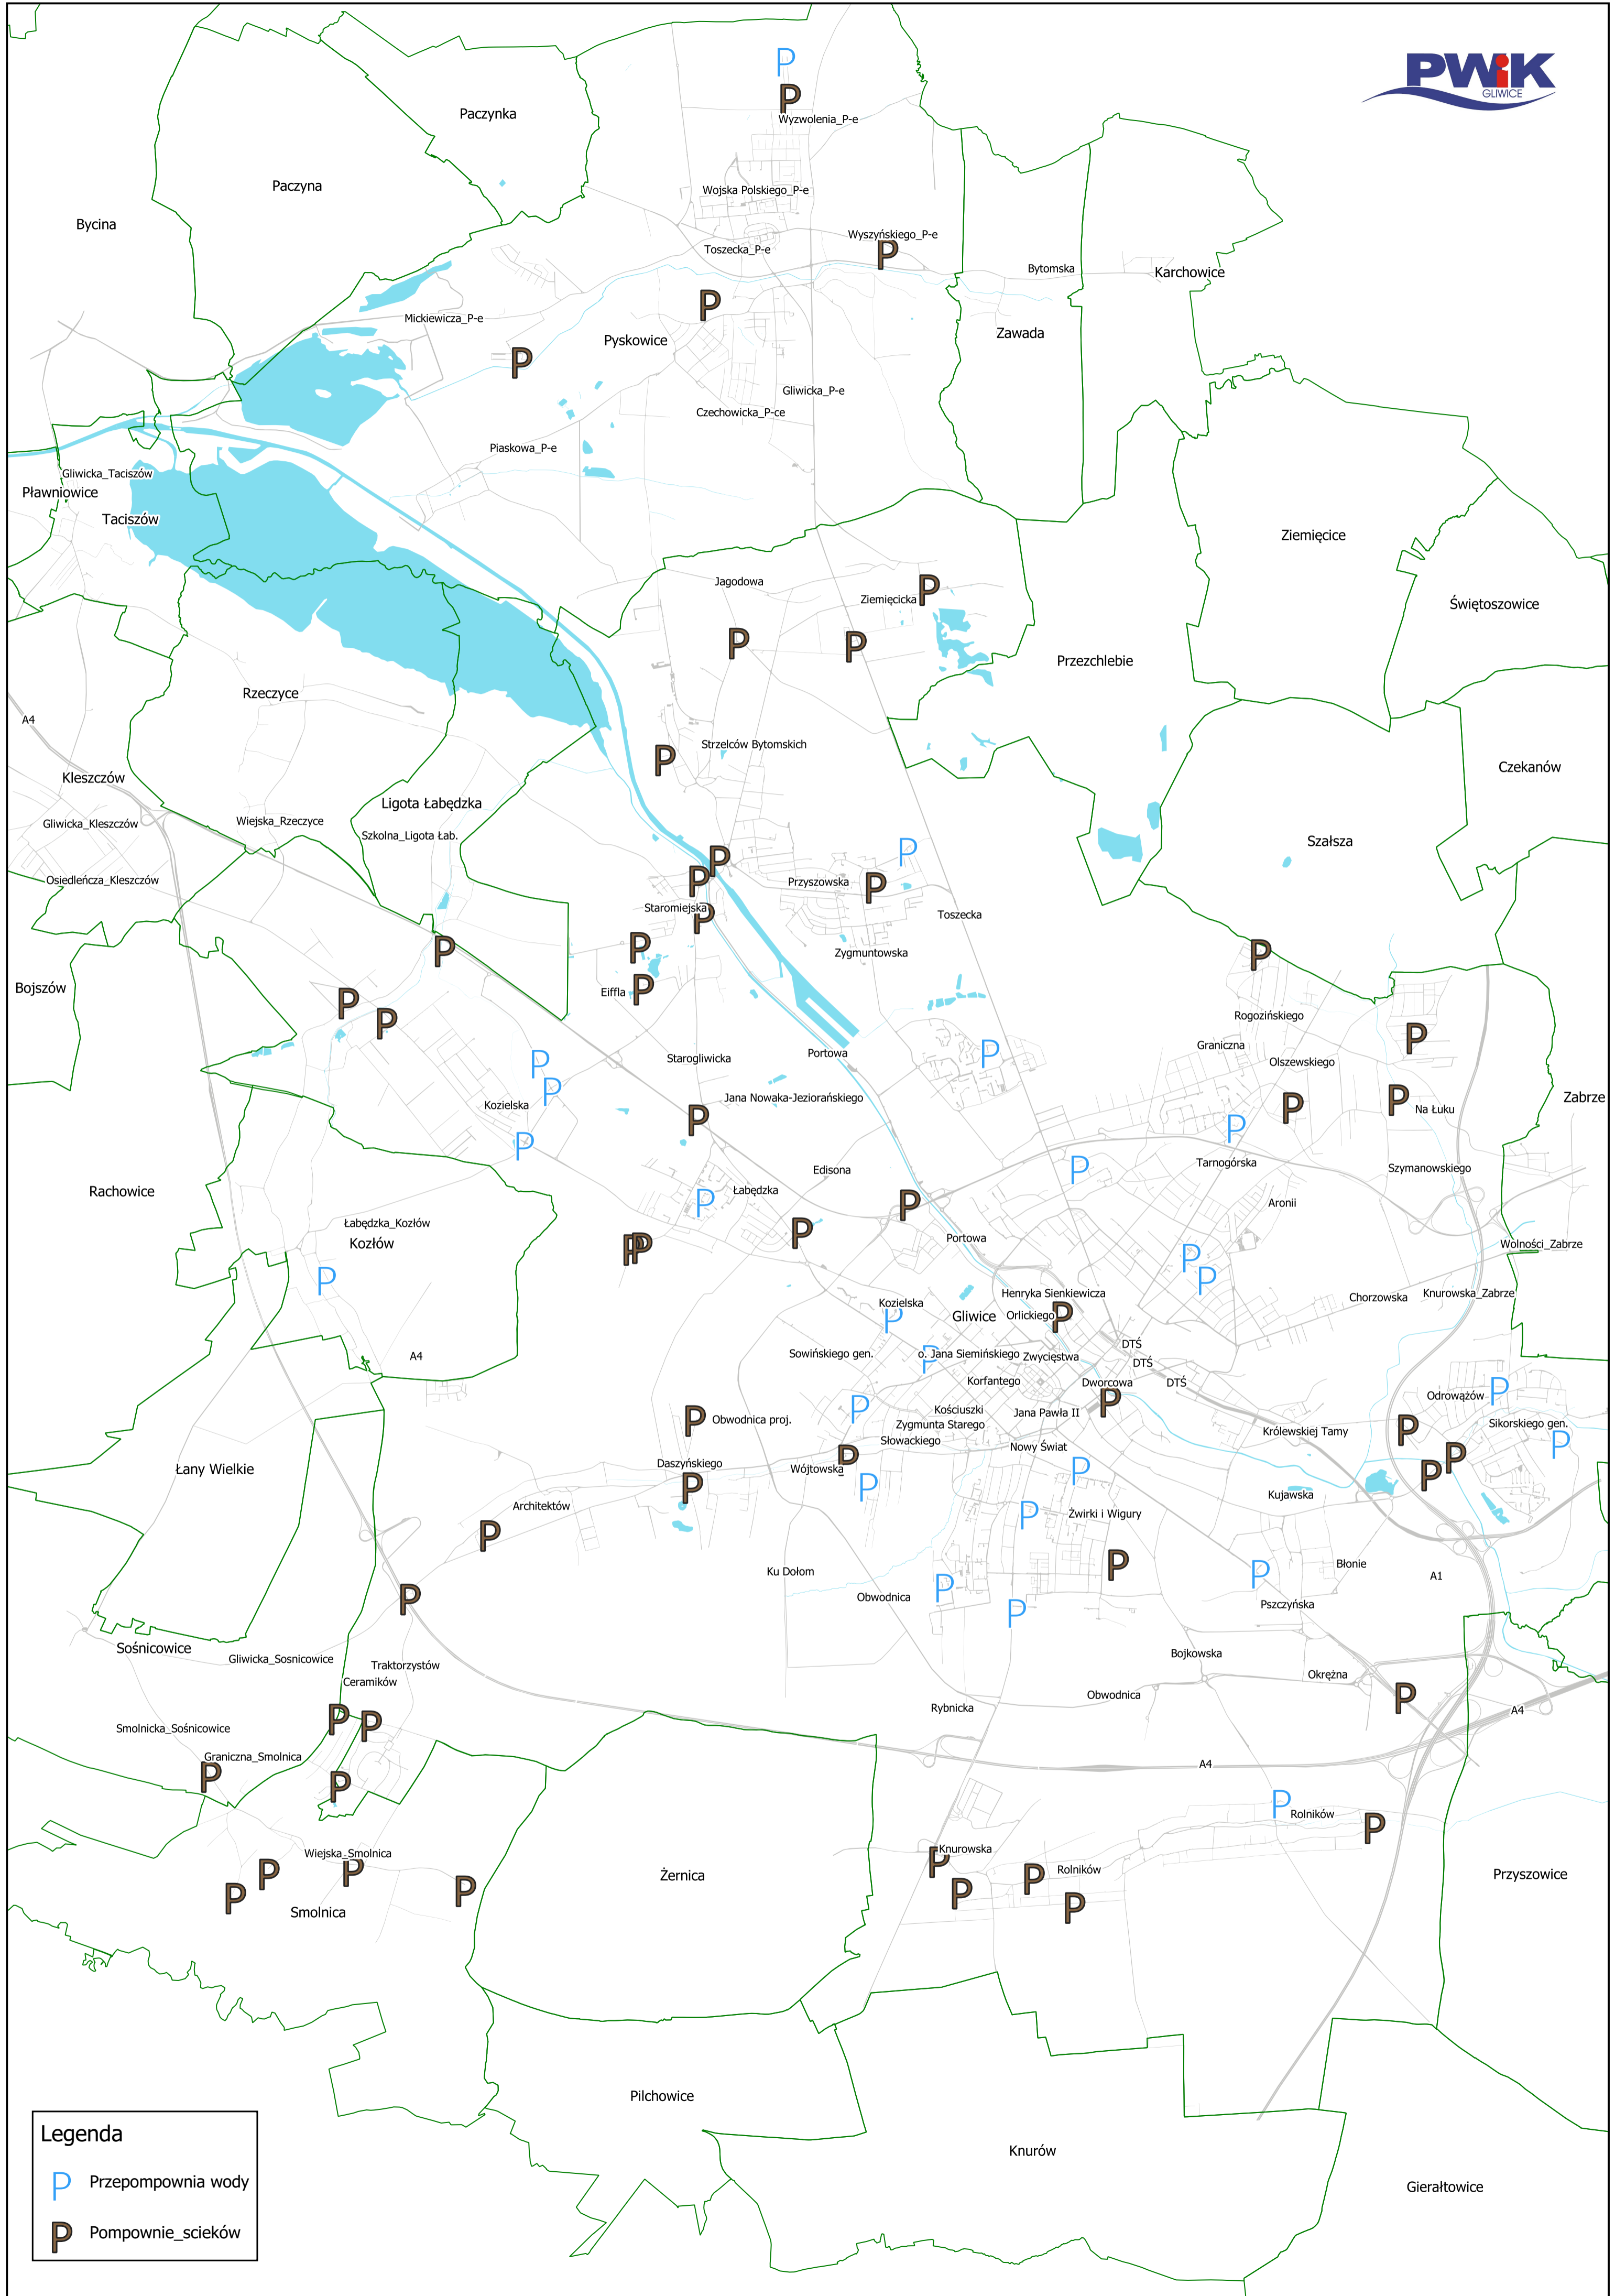 PWiK
GLIWICE
P
P
Paczynka
Wyzwolenia_P-e
Paczyna
Wojska Polskiego_P-e
Bycina
Wyszyńskiego_P-e
P
Toszecka_P-e
Bytomska
Karchowice
P
Mickiewicza_P-e
Zawada
Pyskowice
P
Gliwicka_P-e
Czechowicka_P-ce
Piaskowa_P-e
Gliwicka_Taciszów
Pławniowice
Taciszów
Ziemięcice
Jagodowa
P
Ziemięcicka
Świętoszowice
P
P
Przezchlebie
Rzeczyce
A4
Strzelców Bytomskich
P
Czekanów
Kleszczów
Ligota Łabędzka
Gliwicka_Kleszczów
Wiejska_Rzeczyce
Szkolna_Ligota Łab.
Szałsza
P
P
Osiedleńcza_Kleszczów
P
Przyszowska
P
Staromiejska
P
Toszecka
P
P
Zygmuntowska
P
Bojszów
Eiffla
P
P
P
Rogozińskiego
P
Graniczna
Olszewskiego
P
Starogliwicka
Portowa
P
P
P
Kozielska
Jana Nowaka-Jeziorańskiego
P
P
P
Na Łuku
Zabrze
P
P
P
Tarnogórska
Szymanowskiego
Edisona
P
Rachowice
Łabędzka
P
P
Aronii
Łabędzka_Kozłów
Kozłów
P
P
P
Portowa
Wolności_Zabrze
P
P
P
Henryka Sienkiewicza
Chorzowska
Knurowska_Zabrze
Kozielska
P
Gliwice
Orlickiego
P
A4
Sowińskiego gen.
o. Jana Siemińskiego
P
Zwycięstwa
DTŚ
DTŚ
DTŚ
Korfantego
Dworcowa
P
Odrowążów
P
P
Kościuszki
Jana Pawła II
P
Obwodnica proj.
Zygmunta Starego
Sikorskiego gen.
P
Królewskiej Tamy
P
Słowackiego
Nowy Świat
Daszyńskiego
Wójtowska
P
Łany Wielkie
P
P
P
P
P
Kujawska
Architektów
P
Żwirki i Wigury
P
Ku Dołom
P
Błonie
A1
P
P
Obwodnica
P
P
Pszczyńska
Sośnicowice
Gliwicka_Sosnicowice
Traktorzystów
Ceramików
Bojkowska
Okrężna
Obwodnica
P
Rybnicka
A4
P
P
Smolnicka_Sośnicowice
Graniczna_Smolnica
P
P
A4
P
Rolników
P
Wiejska_Smolnica
P
P
P
P
Knurowska
P
P
Rolników
P
P
Żernica
Przyszowice
Smolnica
Pilchowice
Knurów
Gierałtowice
Legenda
P Przepompownia wody
P Pompownie_scieków